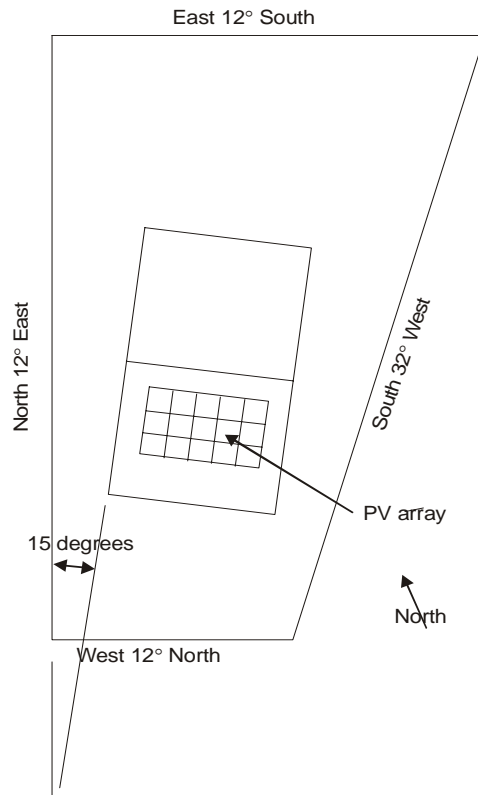 East 12° South
North 12° East
South 32° West
PV array
15 degrees
North
West 12° North